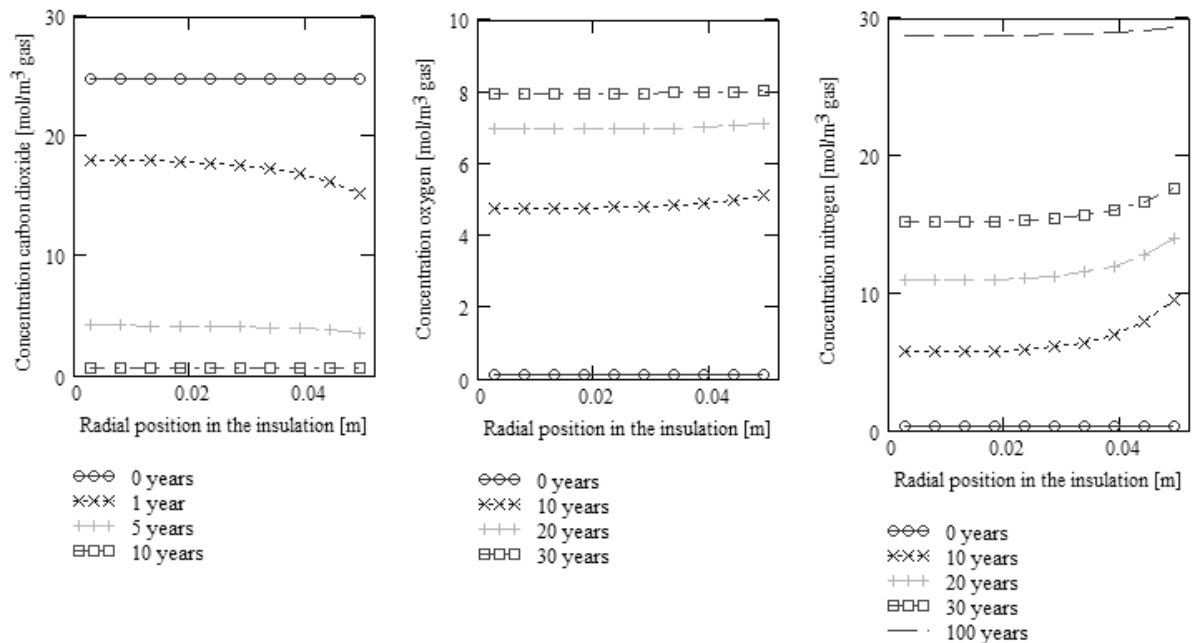 Concentration carbon dioxide [mol/m³ gas]
30
20
10
0
0
0.02
0.04
Radial position in the insulation [m]
0 years
1 year
5 years
10 years
Concentration oxygen [mol/m³ gas]
10
8
6
4
2
0
0
0.02
0.04
Radial position in the insulation [m]
0 years
10 years
20 years
30 years
Concentration nitrogen [mol/m³ gas]
30
20
10
0
0
0.02
0.04
Radial position in the insulation [m]
0 years
10 years
20 years
30 years
100 years